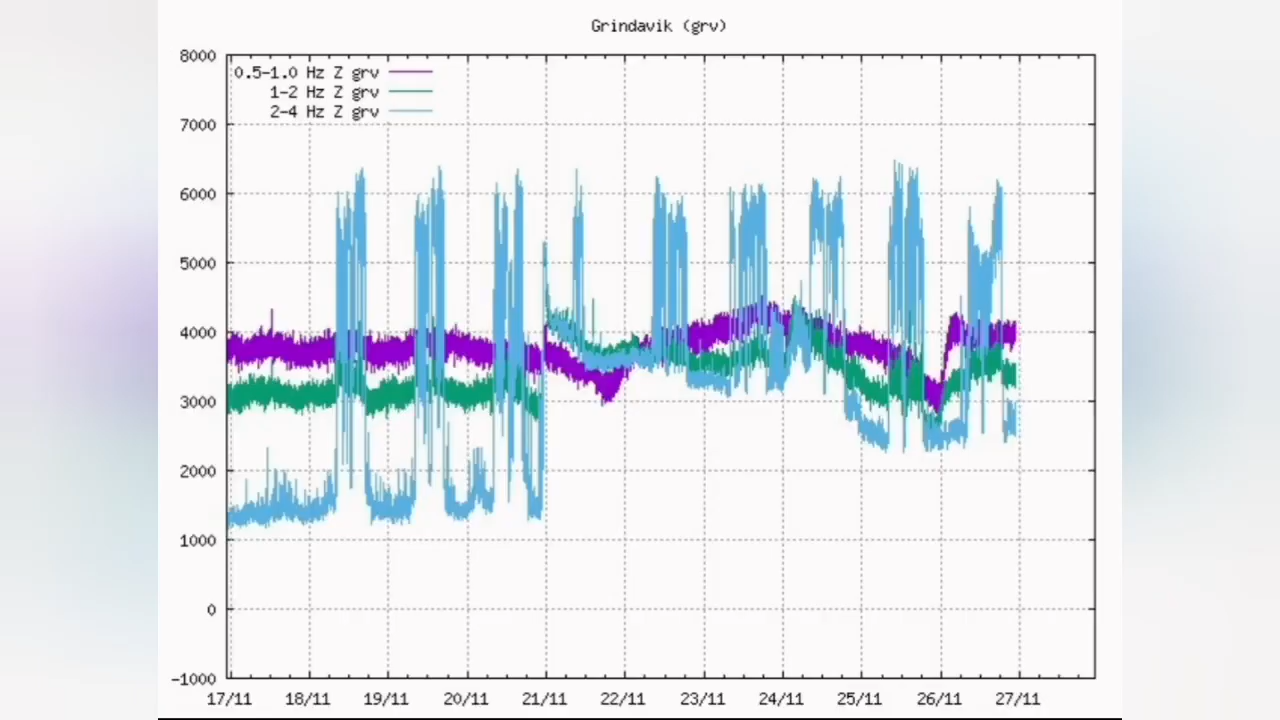 Grindavik (grv)
8000
0.5-1.0 Hz Z grv
1-2 Hz Z grv
2-4 Hz Z grv
7000
6000
5000
4000
3000
2000
1000
0
-1000
17/11 18/11 19/11 20/11 21/11 22/11 23/11 24/11 25/11 26/11 27/11